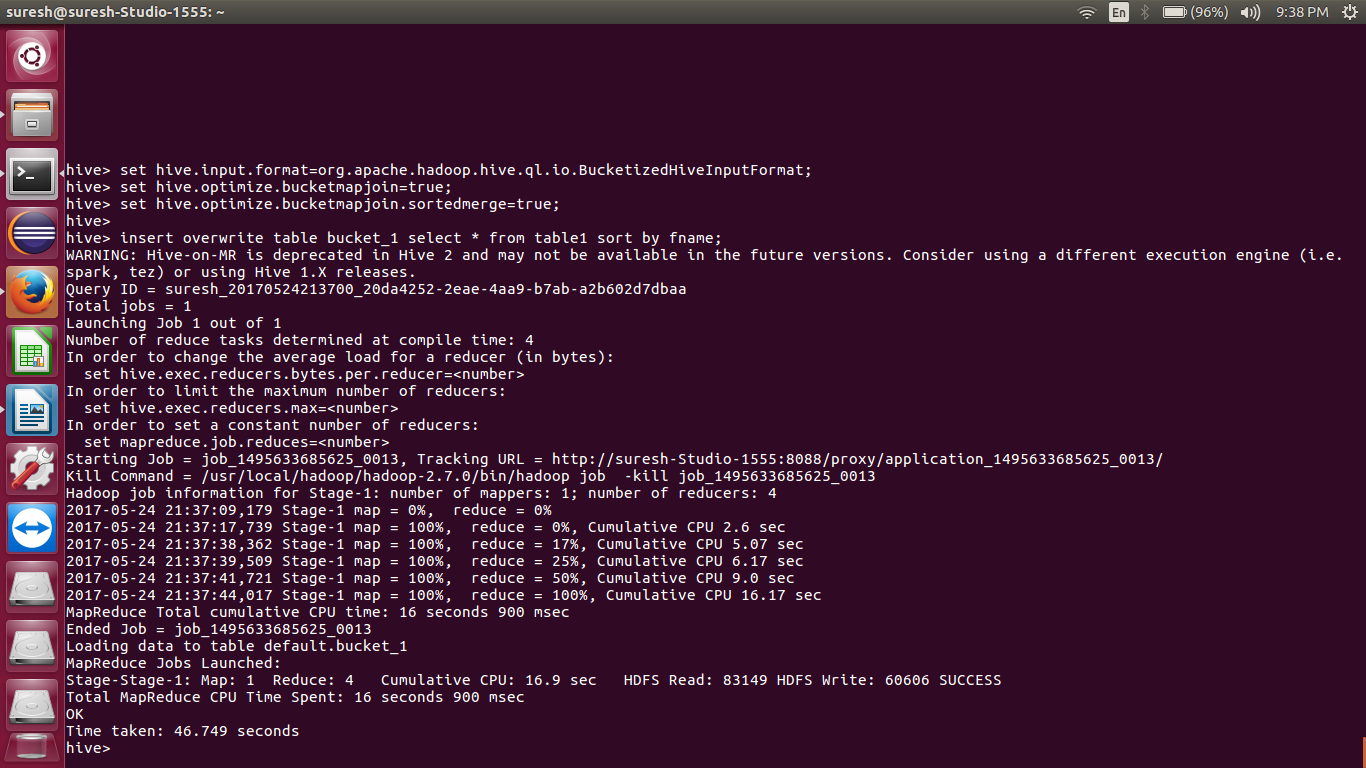 suresh@suresh-Studio-1555: ~
En
(96%)
9:38 PM
hive> set hive.input.format=org.apache.hadoop.hive.ql.io.BucketizedHiveInputFormat;
hive> set hive.optimize.bucketmapjoin=true;
hive> set hive.optimize.bucketmapjoin.sortedmerge=true;
hive>
hive> insert overwrite table bucket_1 select * from table1 sort by fname;
WARNING: Hive-on-MR is deprecated in Hive 2 and may not be available in the future versions. Consider using a different execution engine (i.e.
spark, tez) or using Hive 1.X releases.
Query ID = suresh_20170524213700_20da4252-2eae-4aa9-b7ab-a2b602d7dbaa
Total jobs = 1
Launching Job 1 out of 1
Number of reduce tasks determined at compile time: 4
In order to change the average load for a reducer (in bytes):
  set hive.exec.reducers.bytes.per.reducer=<number>
In order to limit the maximum number of reducers:
  set hive.exec.reducers.max=<number>
In order to set a constant number of reducers:
  set mapreduce.job.reduces=<number>
Starting Job = job_1495633685625_0013, Tracking URL = http://suresh-Studio-1555:8088/proxy/application_1495633685625_0013/
Kill Command = /usr/local/hadoop/hadoop-2.7.0/bin/hadoop job  -kill job_1495633685625_0013
Hadoop job information for Stage-1: number of mappers: 1; number of reducers: 4
2017-05-24 21:37:09,179 Stage-1 map = 0%,  reduce = 0%
2017-05-24 21:37:17,739 Stage-1 map = 100%,  reduce = 0%, Cumulative CPU 2.6 sec
2017-05-24 21:37:38,362 Stage-1 map = 100%,  reduce = 17%, Cumulative CPU 5.07 sec
2017-05-24 21:37:39,509 Stage-1 map = 100%,  reduce = 25%, Cumulative CPU 6.17 sec
2017-05-24 21:37:41,721 Stage-1 map = 100%,  reduce = 50%, Cumulative CPU 9.0 sec
2017-05-24 21:37:44,017 Stage-1 map = 100%,  reduce = 100%, Cumulative CPU 16.17 sec
MapReduce Total cumulative CPU time: 16 seconds 900 msec
Ended Job = job_1495633685625_0013
Loading data to table default.bucket_1
MapReduce Jobs Launched:
Stage-Stage-1: Map: 1  Reduce: 4   Cumulative CPU: 16.9 sec   HDFS Read: 83149 HDFS Write: 60606 SUCCESS
Total MapReduce CPU Time Spent: 16 seconds 900 msec
OK
Time taken: 46.749 seconds
hive>